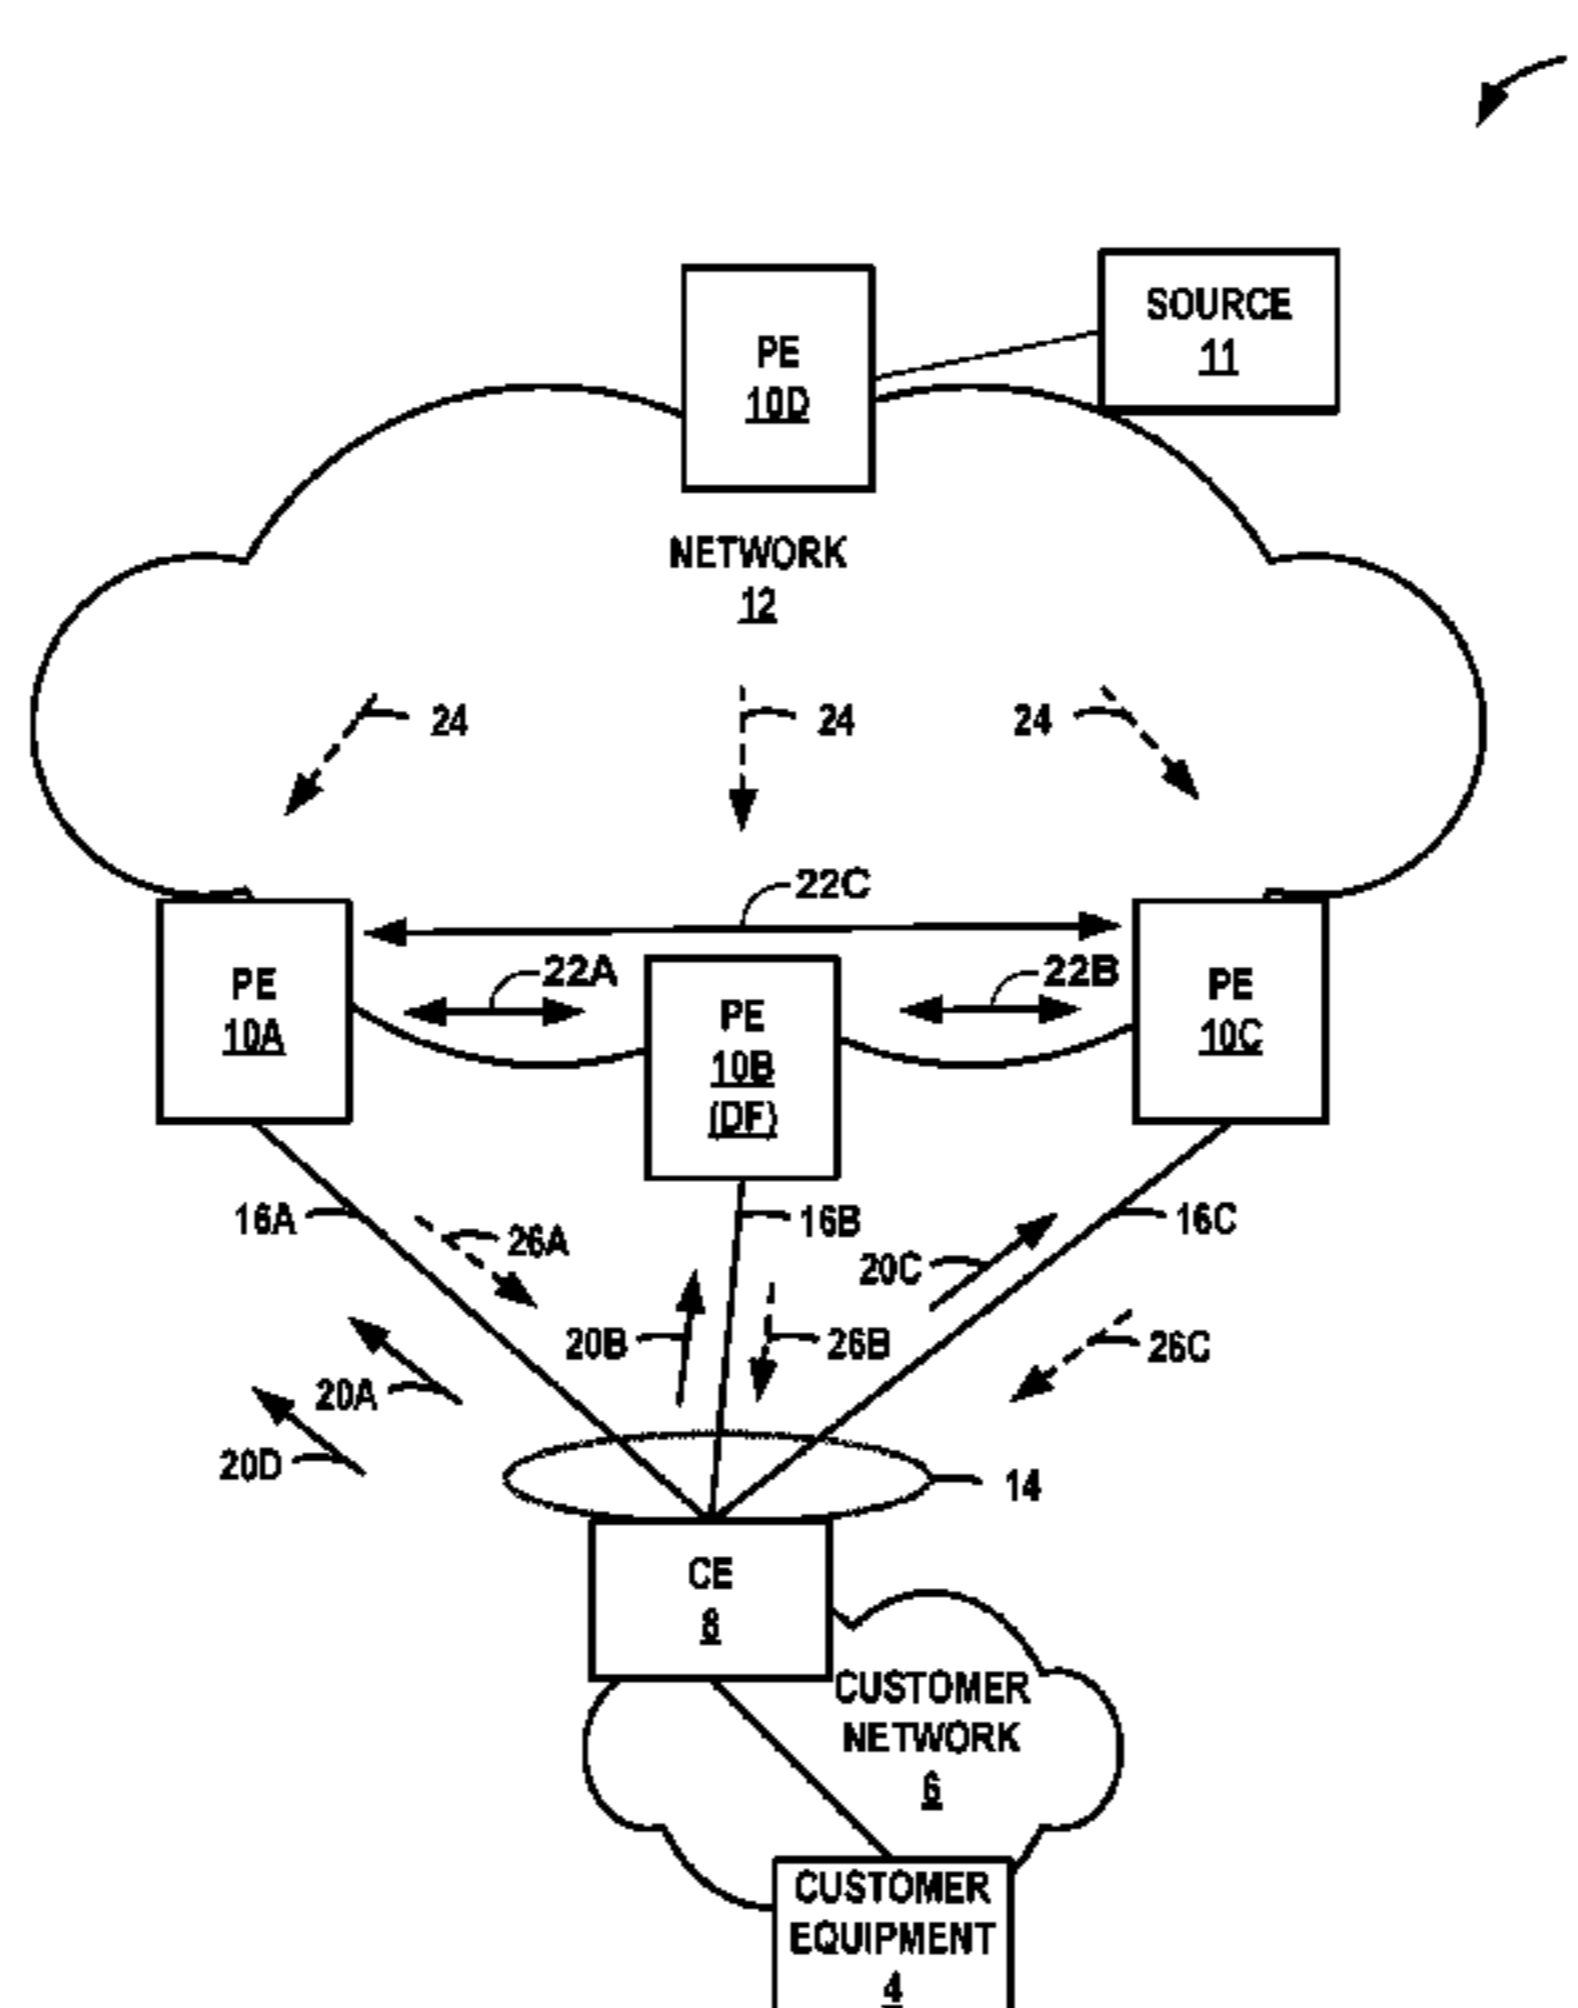 SOURCE
11
PE
10D
NETWORK
12
24
24
24
22C
22A
22B
PE
10A
PE
10B
(DF)
PE
10C
16A
26A
16B
20C
16C
20B
26B
26C
20A
20D
14
CE
8
CUSTOMER
NETWORK
6
CUSTOMER
EQUIPMENT
4